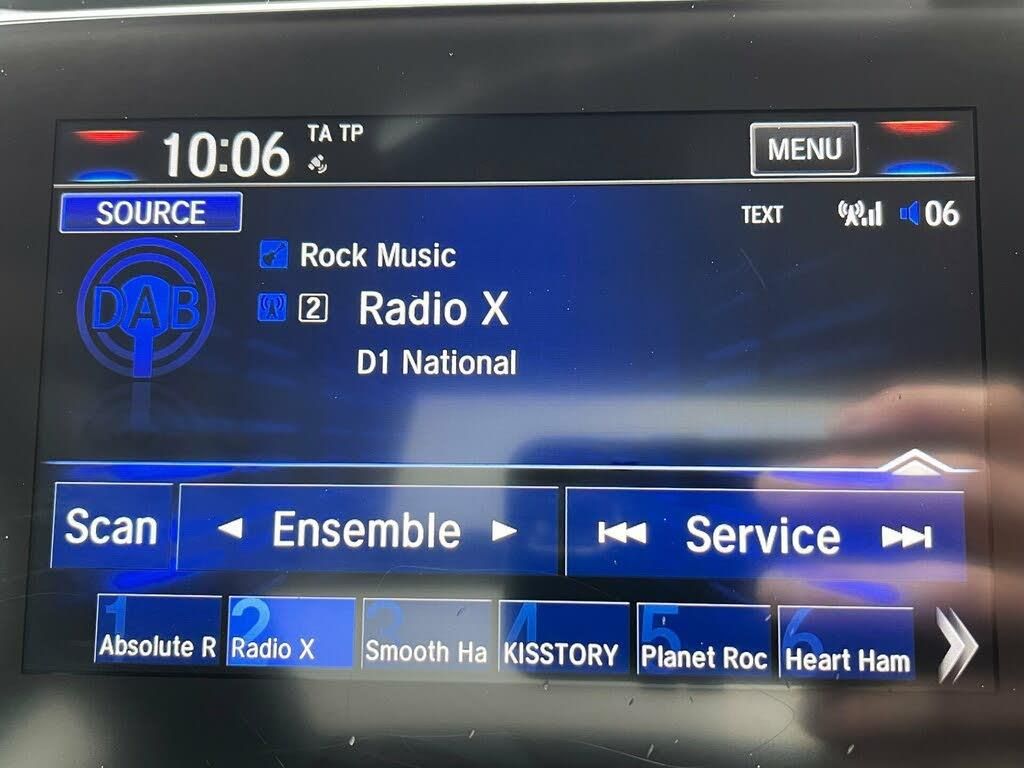 10:06 TA TP
MENU
SOURCE
TEXT
06
DAB
Rock Music
2 Radio X
D1 National
Scan
Ensemble
Service
1 Absolute R
2 Radio X
3 Smooth Ha
4 KISSTORY
5 Planet Roc
6 Heart Ham